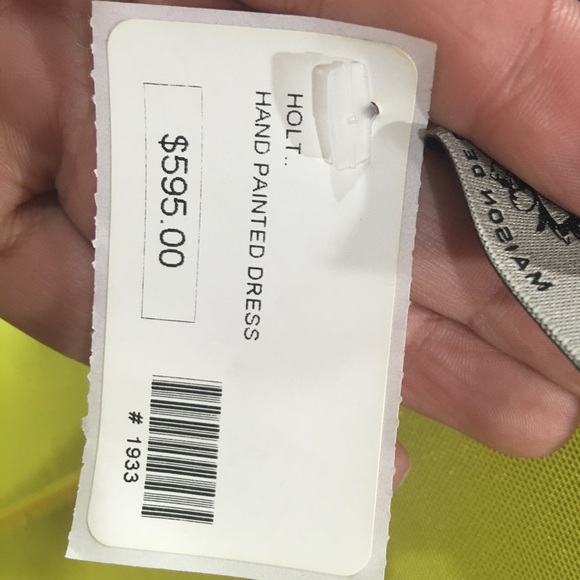 HOLT..
HAND PAINTED DRESS
$595.00
# 1933
MAISON DE